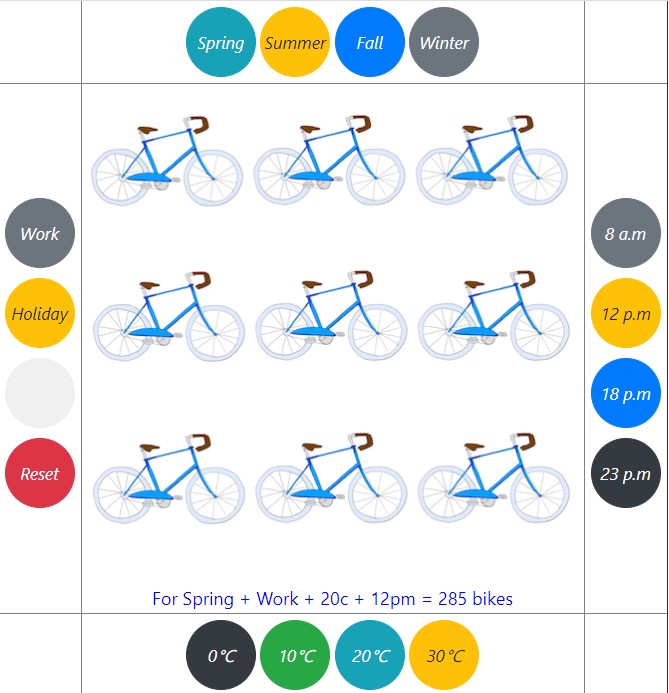 Spring Summer Fall Winter
Work
Holiday
Reset
8 a.m
12 p.m
18 p.m
23 p.m
For Spring + Work + 20c + 12pm = 285 bikes
0℃ 10℃ 20℃ 30℃